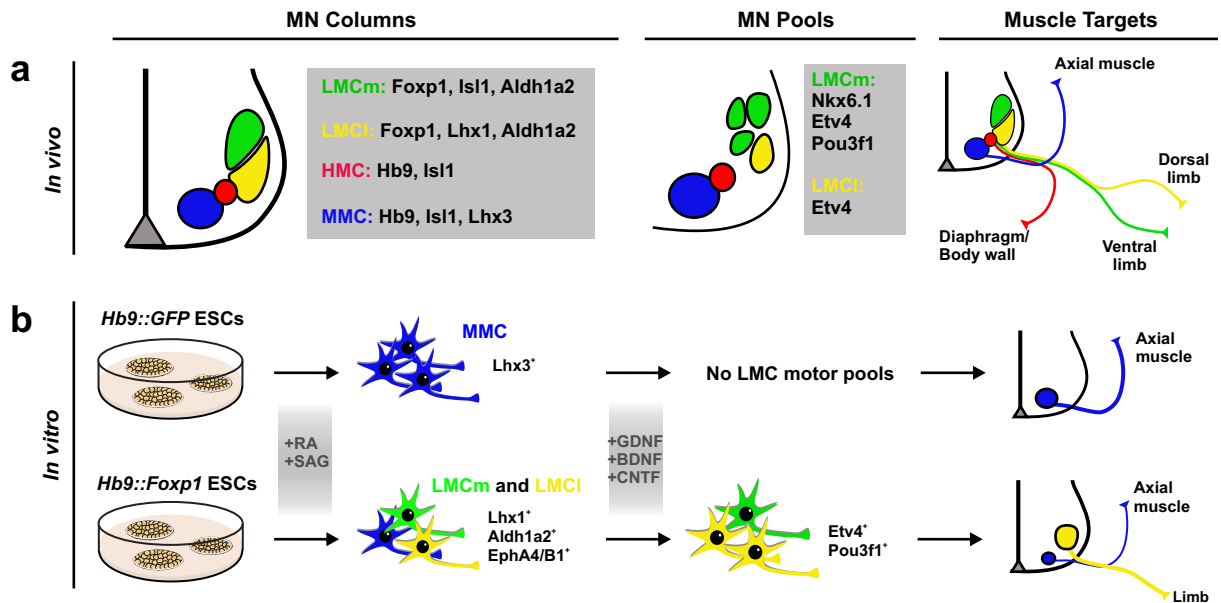 MN Columns
MN Pools
Muscle Targets
a
In vivo
LMCm: Foxp1, Isl1, Aldh1a2
LMCl: Foxp1, Lhx1, Aldh1a2
HMC: Hb9, Isl1
MMC: Hb9, Isl1, Lhx3
LMCm:
Nkx6.1
Etv4
Pou3f1
LMCl:
Etv4
Axial muscle
Dorsal
limb
Diaphragm/
Body wall
Ventral
limb
b
In vitro
Hb9::GFP ESCs
MMC
Lhx3⁺
No LMC motor pools
Axial
muscle
+RA
+SAG
+GDNF
+BDNF
+CNTF
Hb9::Foxp1 ESCs
LMCm and LMCl
Lhx1⁺
Aldh1a2⁺
EphA4/B1⁺
Etv4⁺
Pou3f1⁺
Axial
muscle
Limb